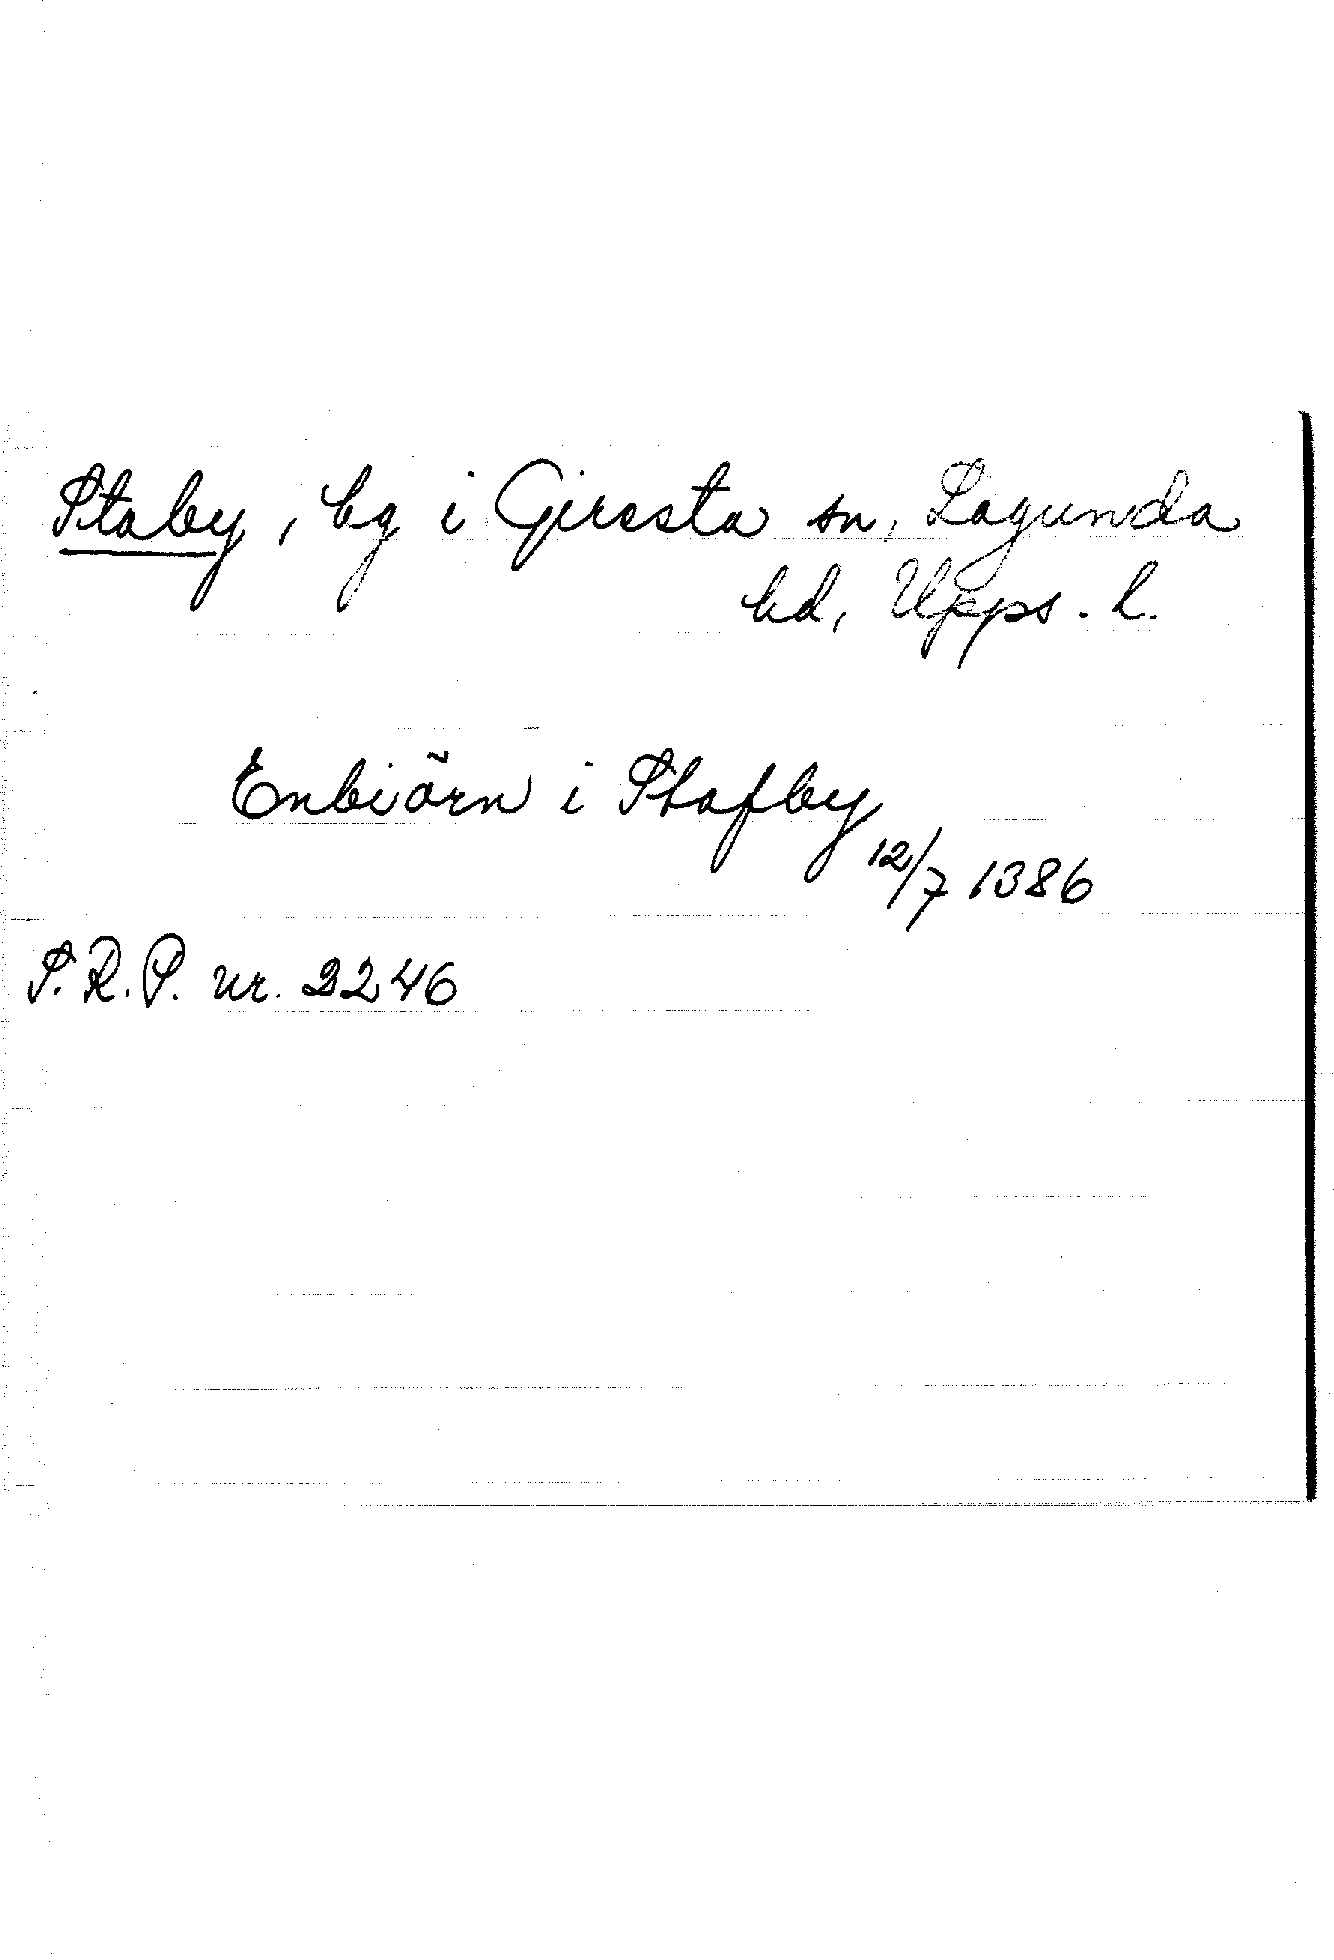 Staby, by i Giresta sn, Lagunda
hd, Upps. l.
Enbiörn i Stafby
12/7 1386
S.R.P. nr. 2246